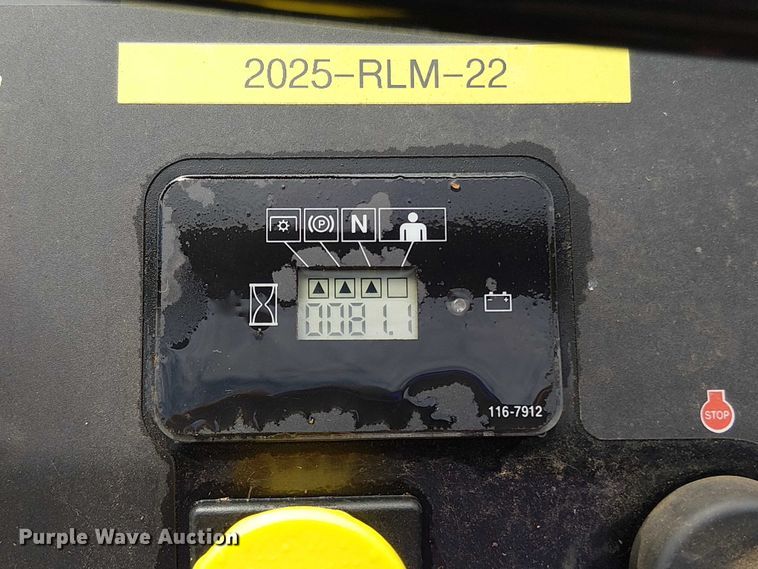 2025-RLM-22
(P) N
0081.1
116-7912
STOP
Purple Wave Auction